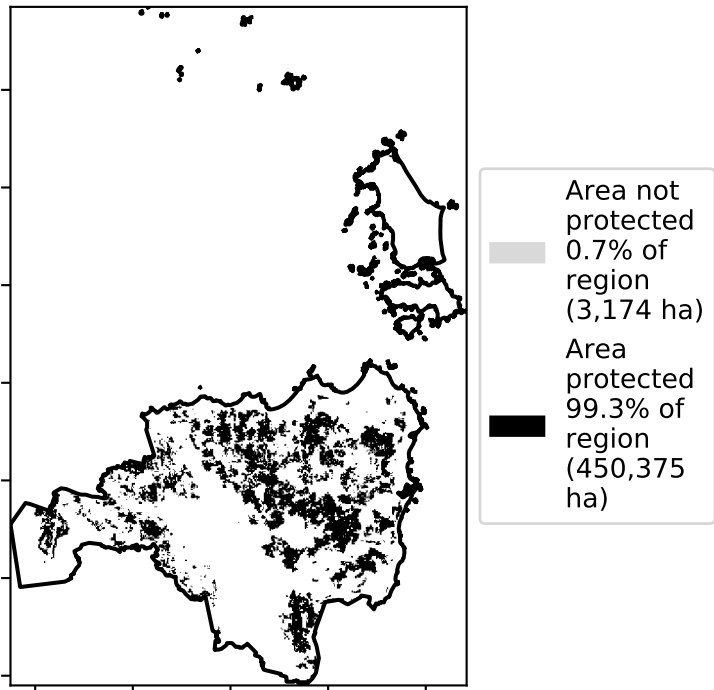 Area not
protected
0.7% of
region
(3,174 ha)
Area
protected
99.3% of
region
(450,375
ha)